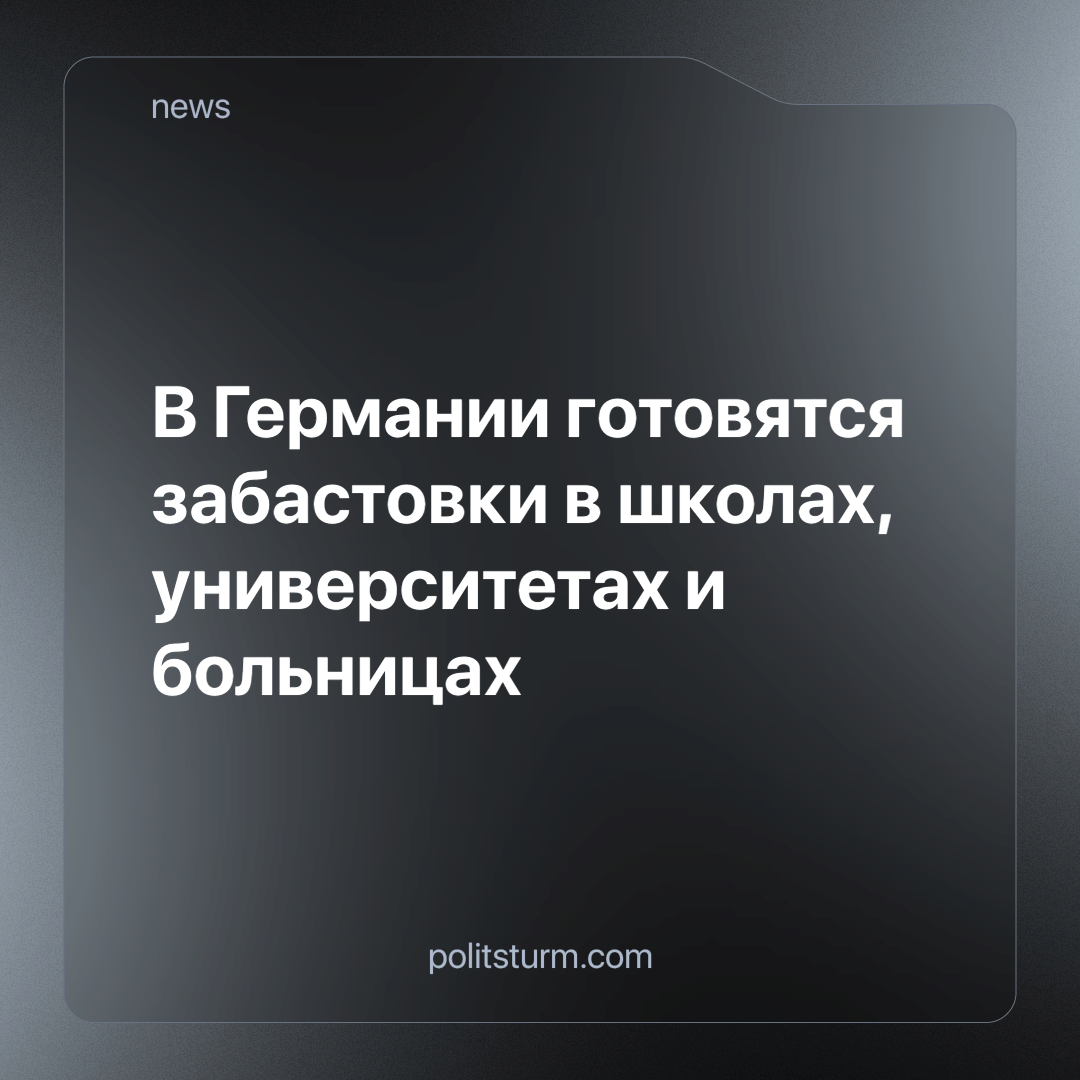 news
В Германии готовятся
забастовки в школах,
университетах и
больницах
politsturm.com